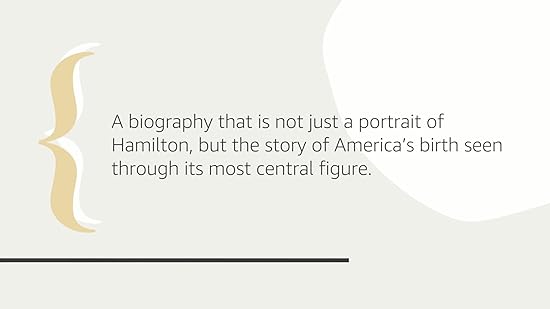 A biography that is not just a portrait of
Hamilton, but the story of America’s birth seen
through its most central figure.